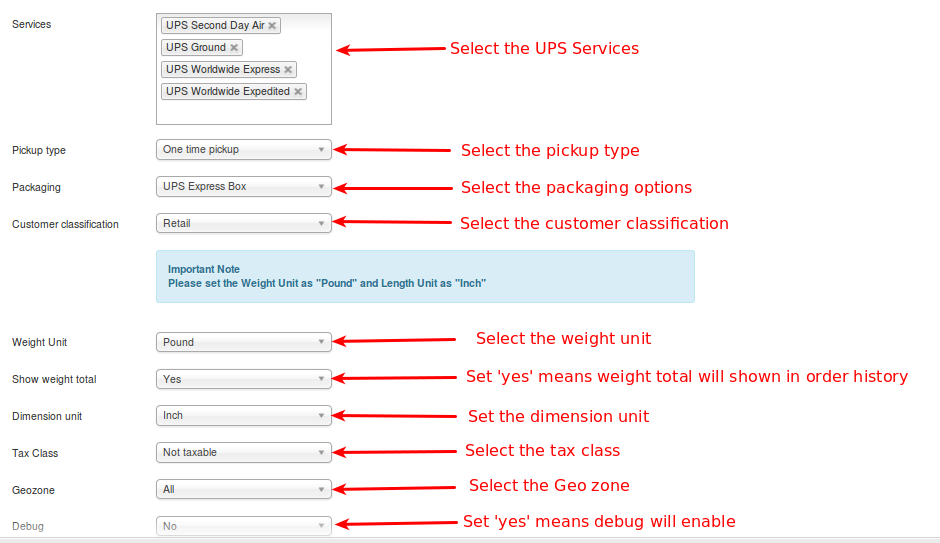 Services
UPS Second Day Air
UPS Ground
UPS Worldwide Express
UPS Worldwide Expedited
Select the UPS Services
Pickup type
One time pickup
Select the pickup type
Packaging
UPS Express Box
Select the packaging options
Customer classification
Retail
Select the customer classification
Important Note
Please set the Weight Unit as "Pound" and Length Unit as "Inch"
Weight Unit
Pound
Select the weight unit
Show weight total
Yes
Set 'yes' means weight total will shown in order history
Dimension unit
Inch
Set the dimension unit
Tax Class
Not taxable
Select the tax class
Geozone
All
Select the Geo zone
Debug
No
Set 'yes' means debug will enable